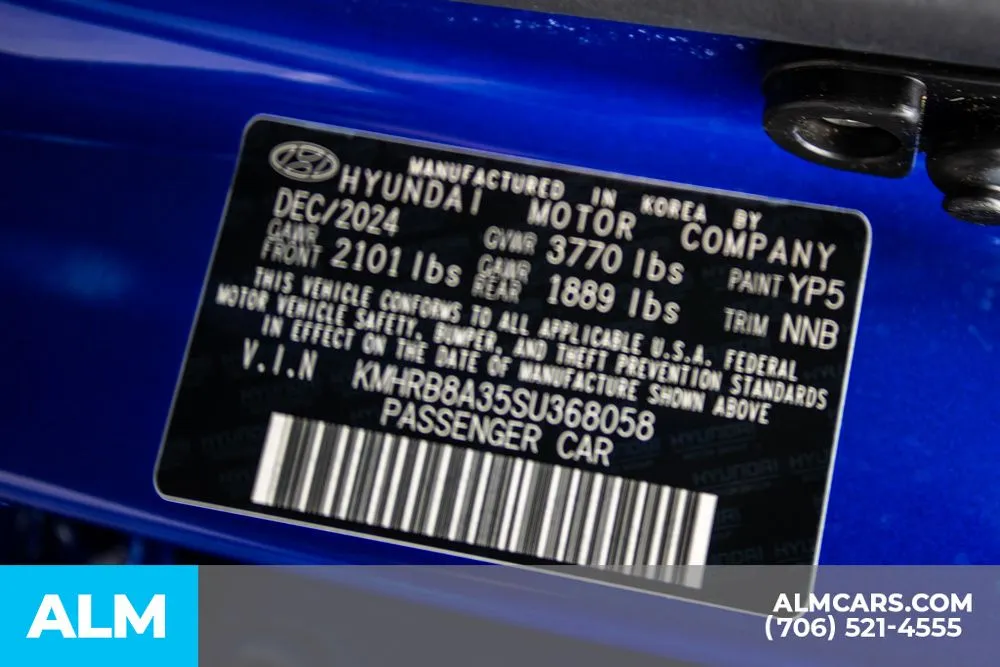 MANUFACTURED IN KOREA BY
HYUNDAI MOTOR COMPANY
DEC/2024 GVWR 3770 lbs PAINT YP5
GAWR FRONT 2101 lbs GAWR REAR 1889 lbs TRIM NNB
THIS VEHICLE CONFORMS TO ALL APPLICABLE U.S.A. FEDERAL
MOTOR VEHICLE SAFETY, BUMPER, AND THEFT PREVENTION STANDARDS
IN EFFECT ON THE DATE OF MANUFACTURE SHOWN ABOVE
V.I.N KMHRB8A35SU368058
PASSENGER CAR
ALM
ALMCARS.COM
(706) 521-4555